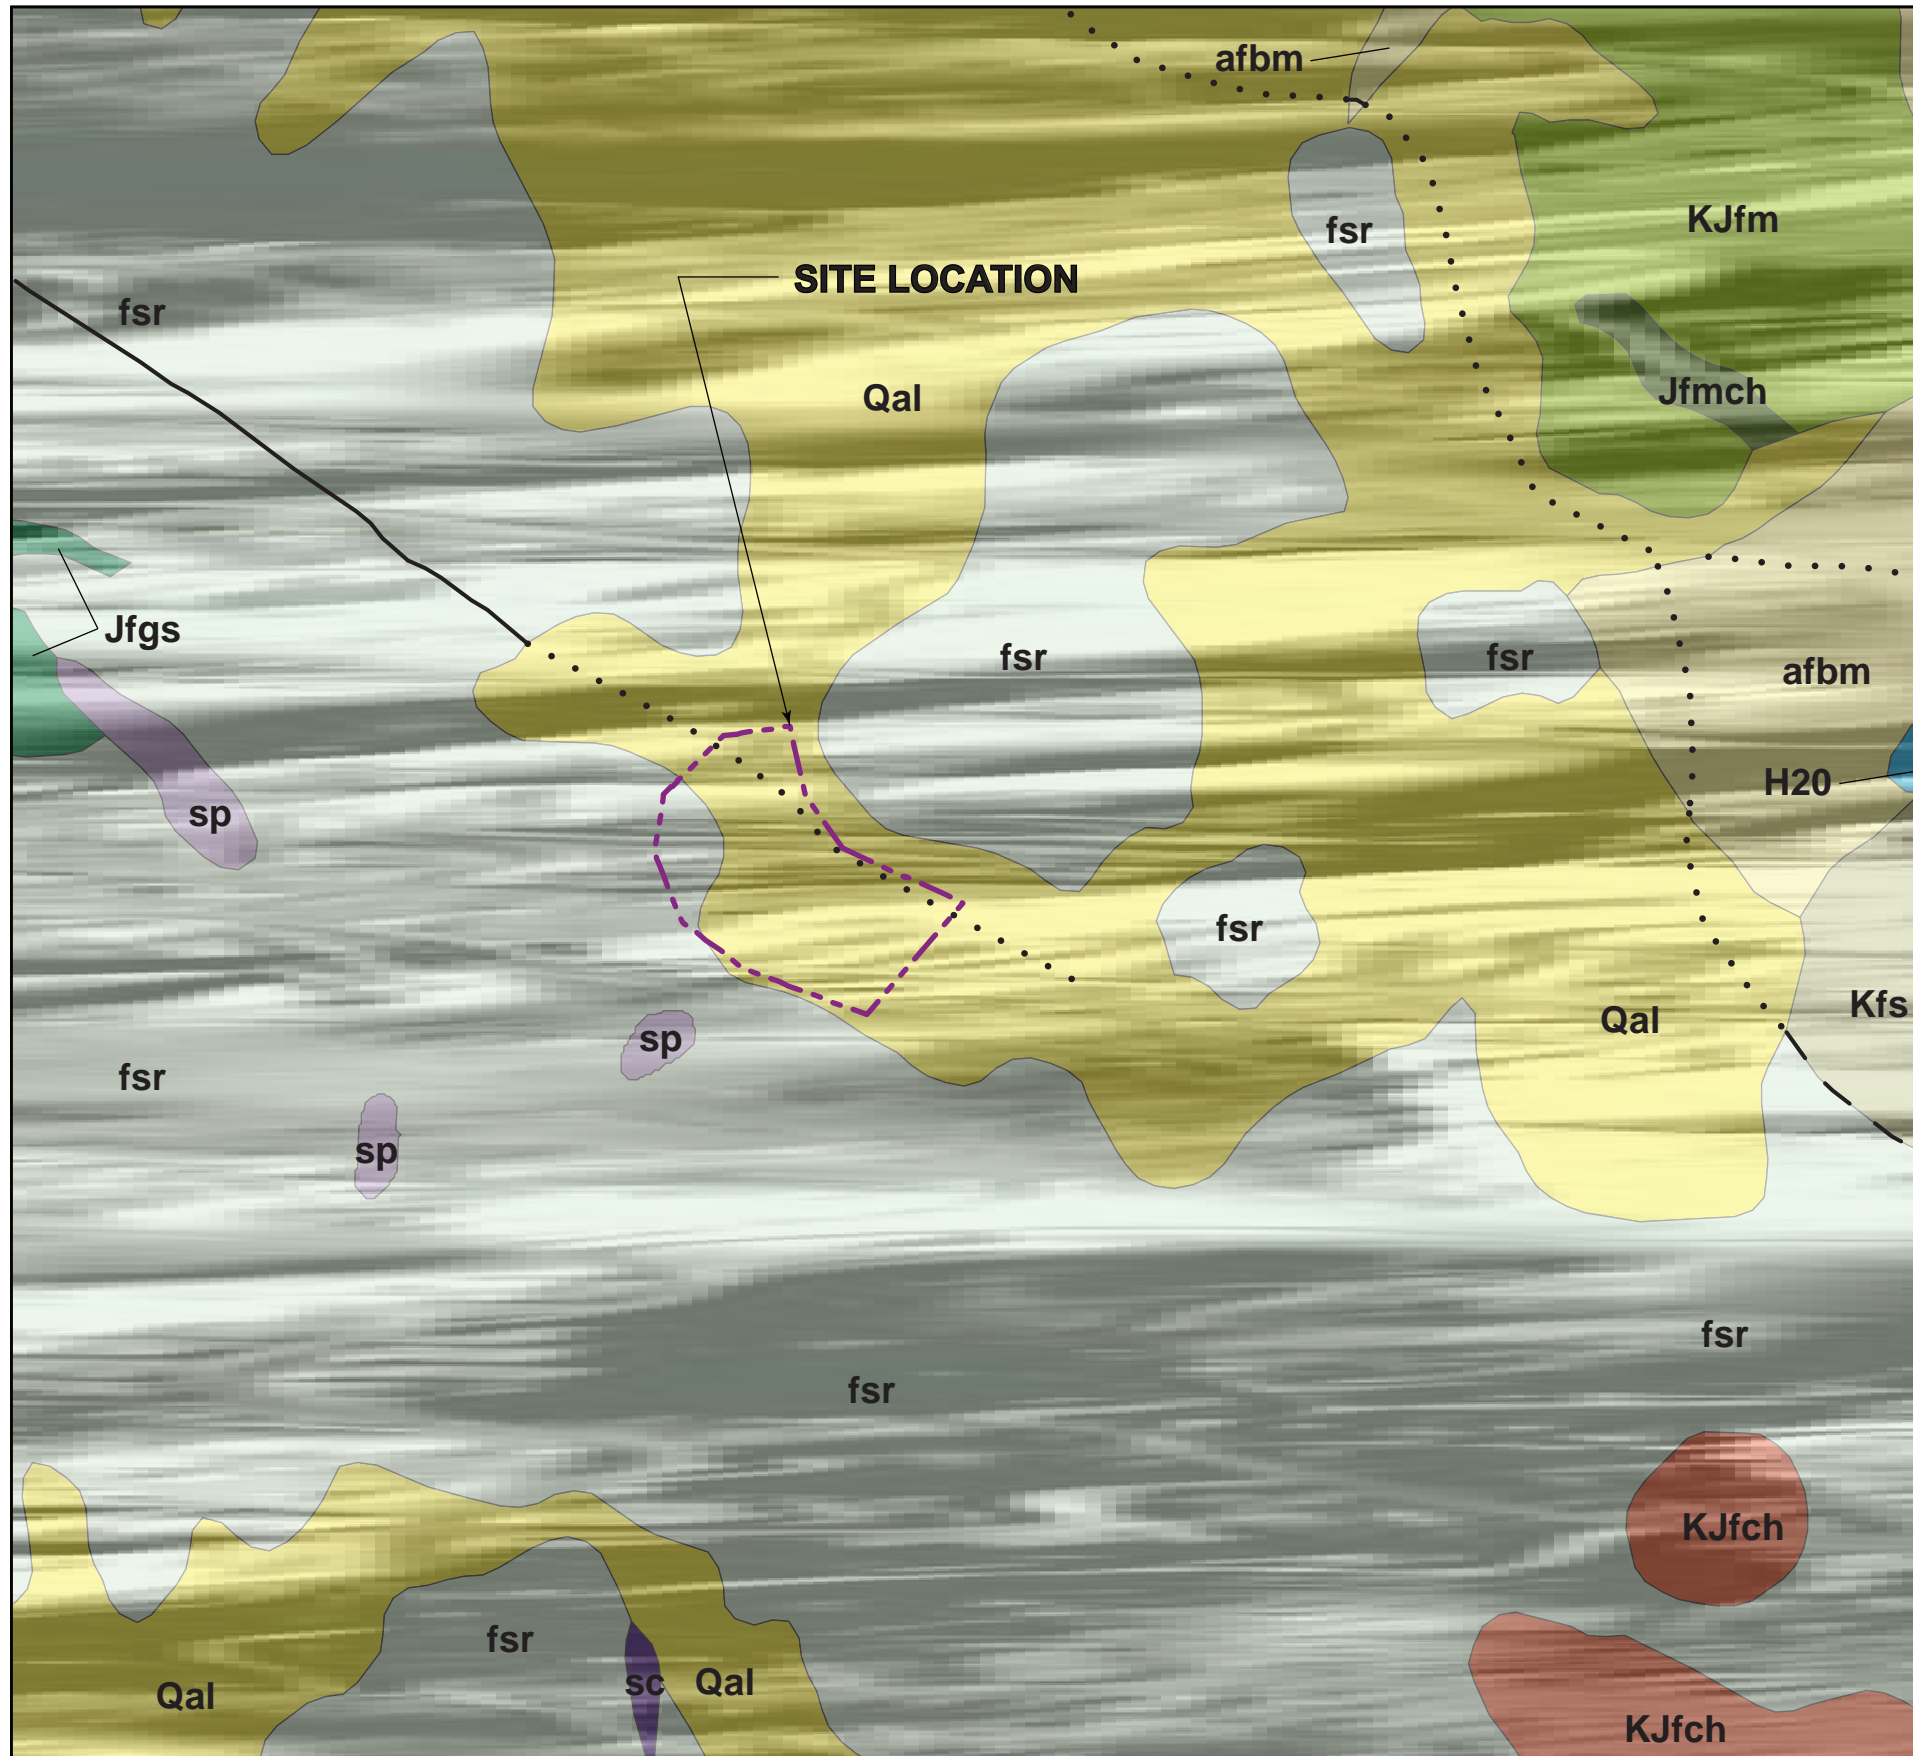 afbm
fsr
KJfm
SITE LOCATION
fsr
Jfmch
Qal
Jfgs
fsr
fsr
afbm
H20
sp
fsr
Kfs
Qal
sp
fsr
sp
fsr
fsr
KJfch
fsr
sc
Qal
Qal
KJfch